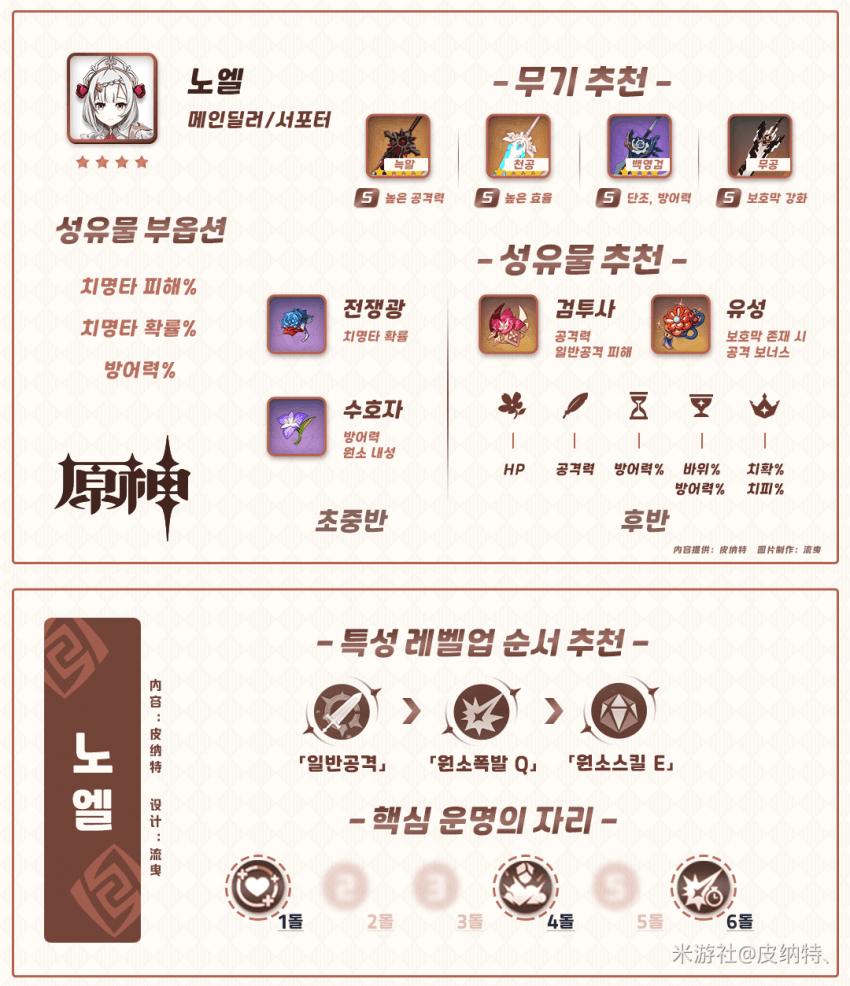 노엘
메인딜러/서포터
- 무기 추천 -
늑말
천공
백영검
무공
S 높은 공격력
S 높은 효율
S 단조, 방어력
S 보호막 강화
성유물 부옵션
치명타 피해%
치명타 확률%
방어력%
原神
- 성유물 추천 -
전쟁광
치명타 확률
수호자
방어력
원소 내성
초중반
검투사
공격력
일반공격 피해
유성
보호막 존재 시
공격 보너스
HP
공격력
방어력%
바위%
방어력%
치확%
치피%
후반
内容提供：皮纳特 图片制作：流曳
노엘
内容：皮纳特 设计：流曳
- 특성 레벨업 순서 추천 -
「일반공격」
「원소폭발 Q」
「원소스킬 E」
- 핵심 운명의 자리 -
2
3
5
1돌
2돌
3돌
4돌
5돌
6돌
米游社@皮纳特、